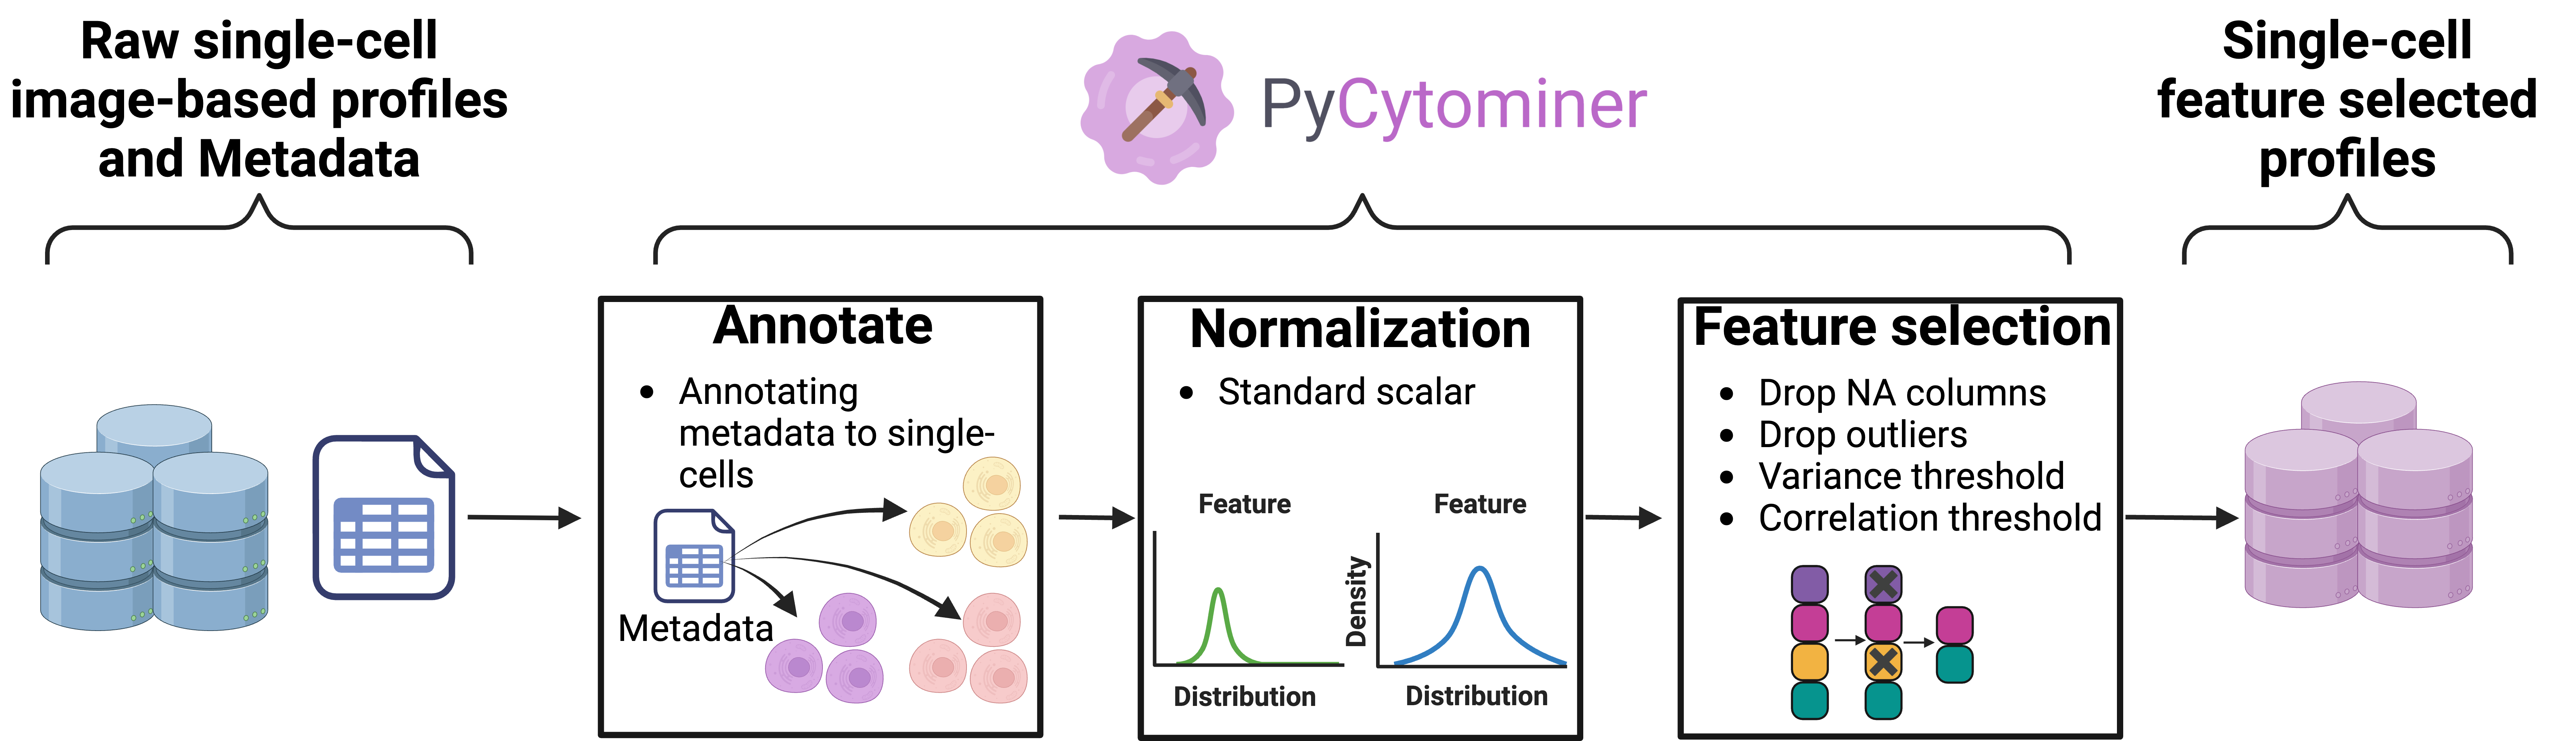 Raw single-cell
image-based profiles
and Metadata
PyCytominer
Single-cell
feature selected
profiles
Annotate
• Annotating
metadata to single-
cells
Metadata
Normalization
• Standard scalar
Feature
Distribution
Feature
Density
Distribution
Feature selection
• Drop NA columns
• Drop outliers
• Variance threshold
• Correlation threshold